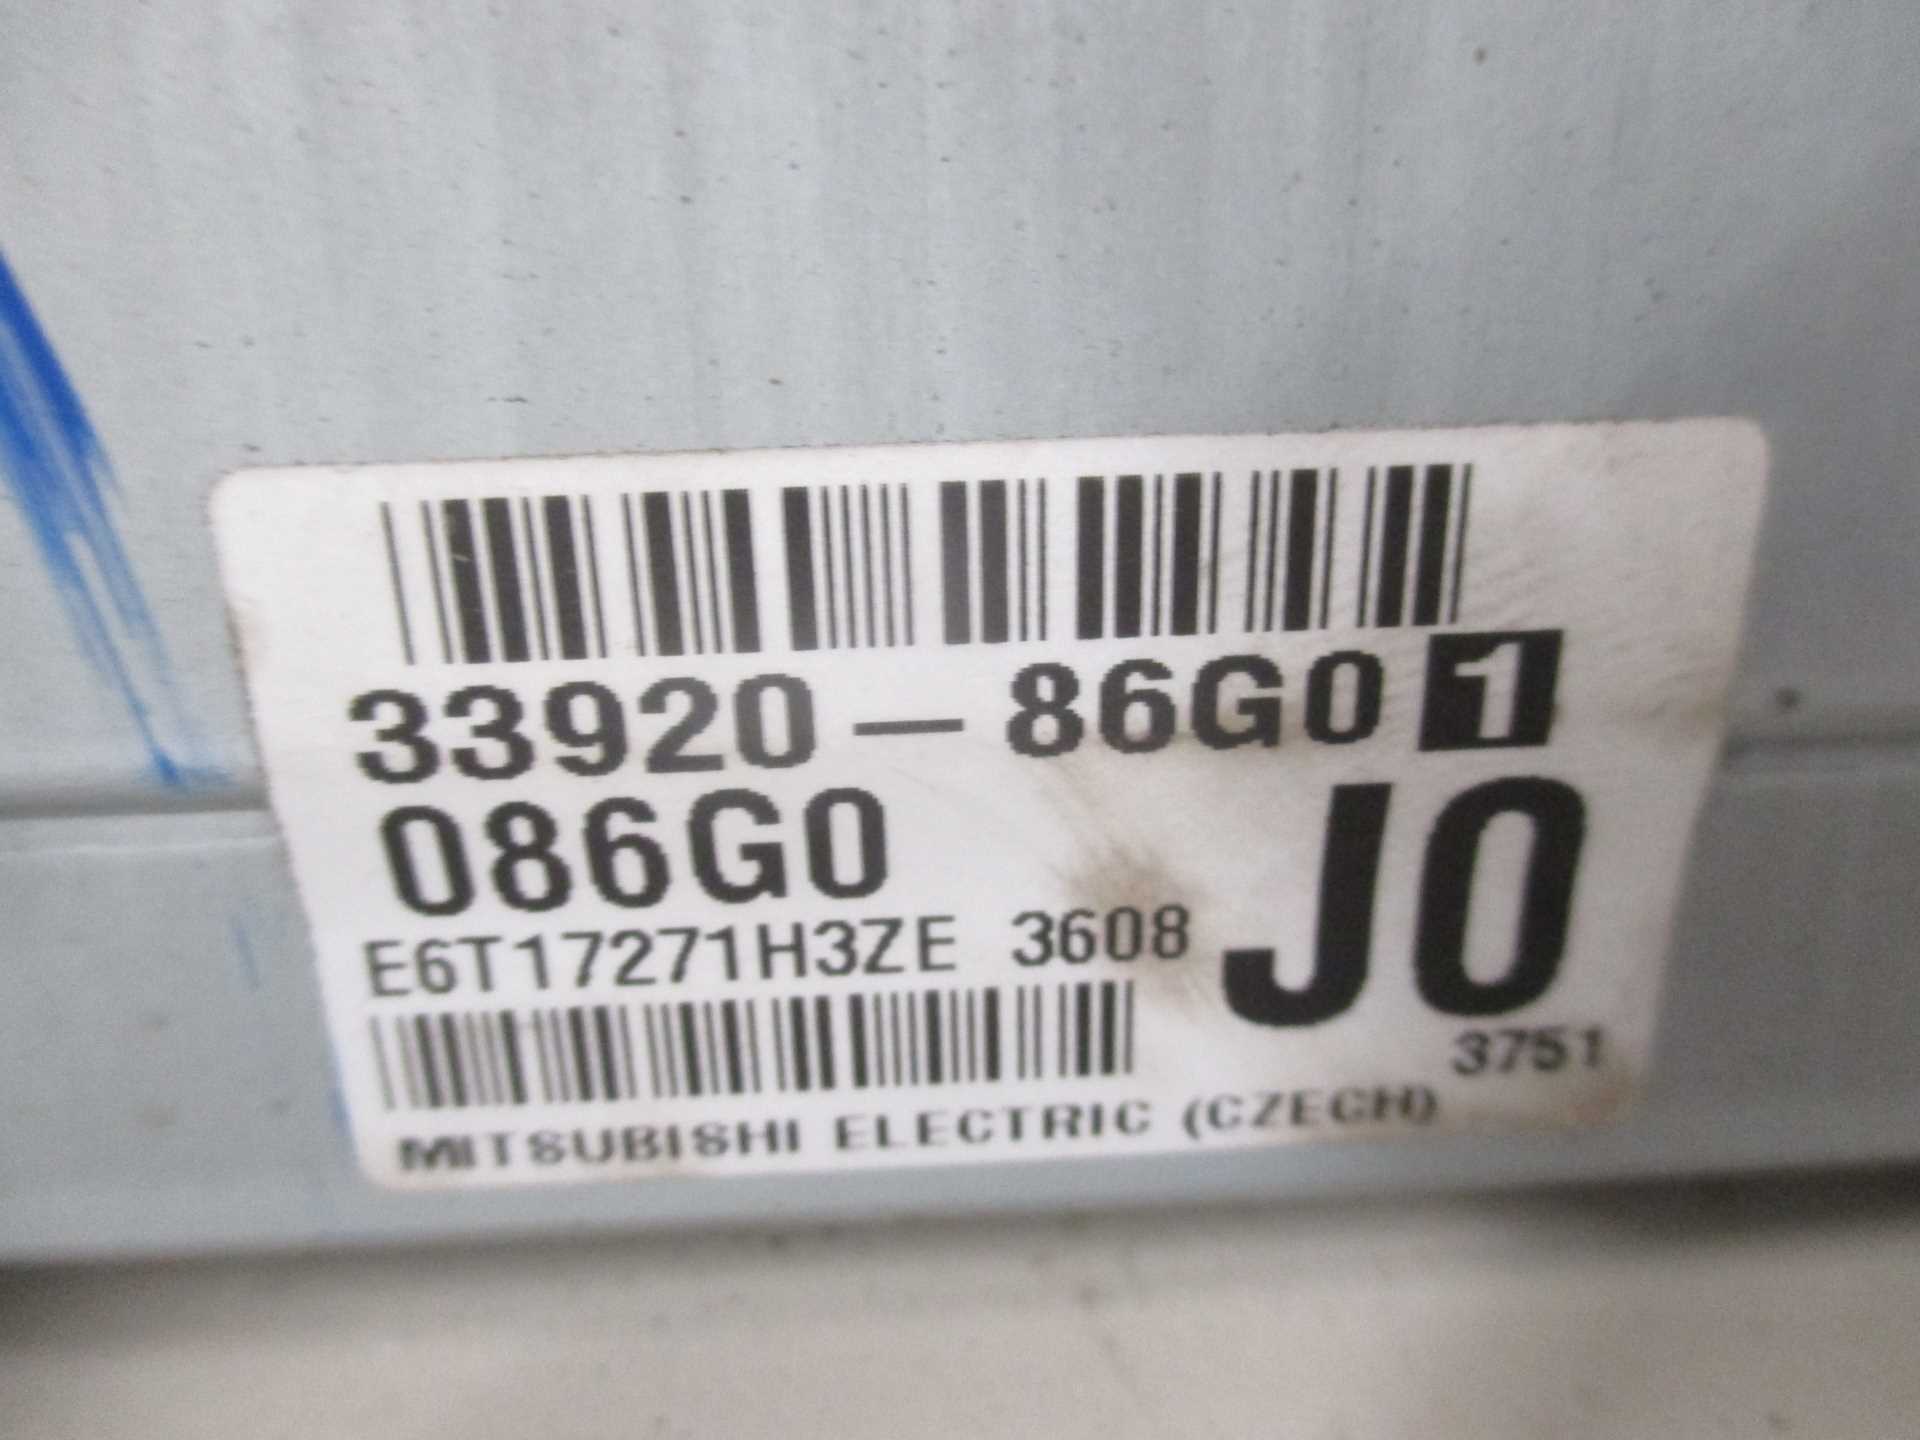 33920-86G01
086G0
J0
E6T17271H3ZE 3608
3751
MITSUBISHI ELECTRIC (CZECH)